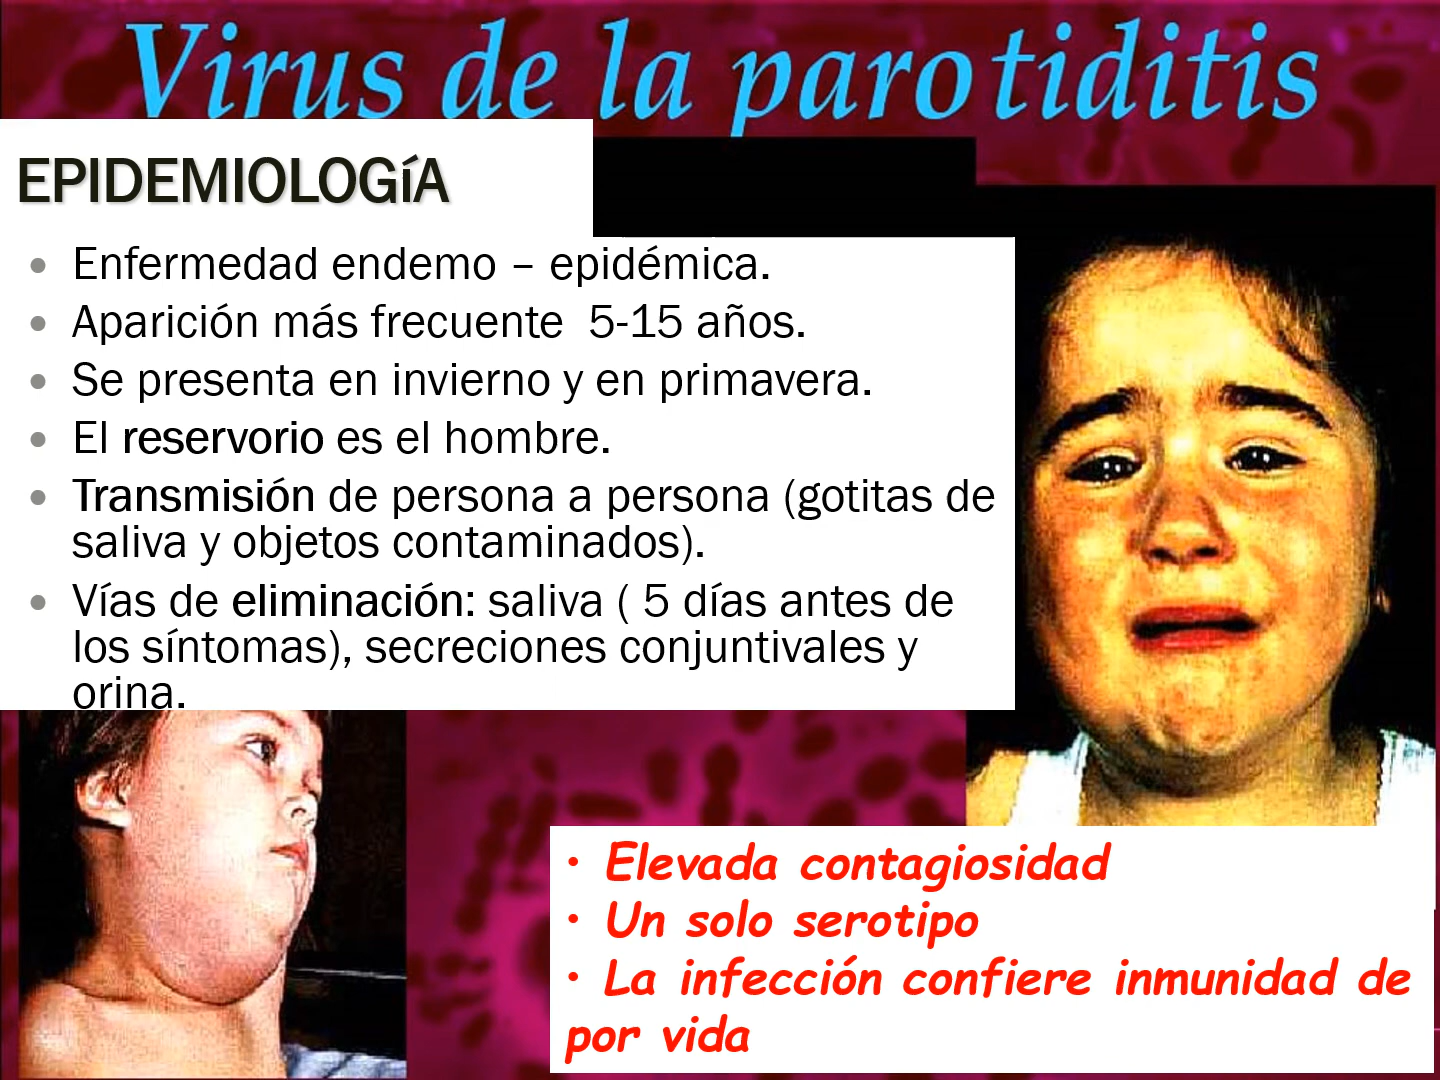 Virus de la parotiditis
EPIDEMIOLOGíA
• Enfermedad endemo – epidémica.
• Aparición más frecuente 5-15 años.
• Se presenta en invierno y en primavera.
• El reservorio es el hombre.
• Transmisión de persona a persona (gotitas de
saliva y objetos contaminados).
• Vías de eliminación: saliva ( 5 días antes de
los síntomas), secreciones conjuntivales y
orina.
• Elevada contagiosidad
• Un solo serotipo
• La infección confiere inmunidad de
por vida